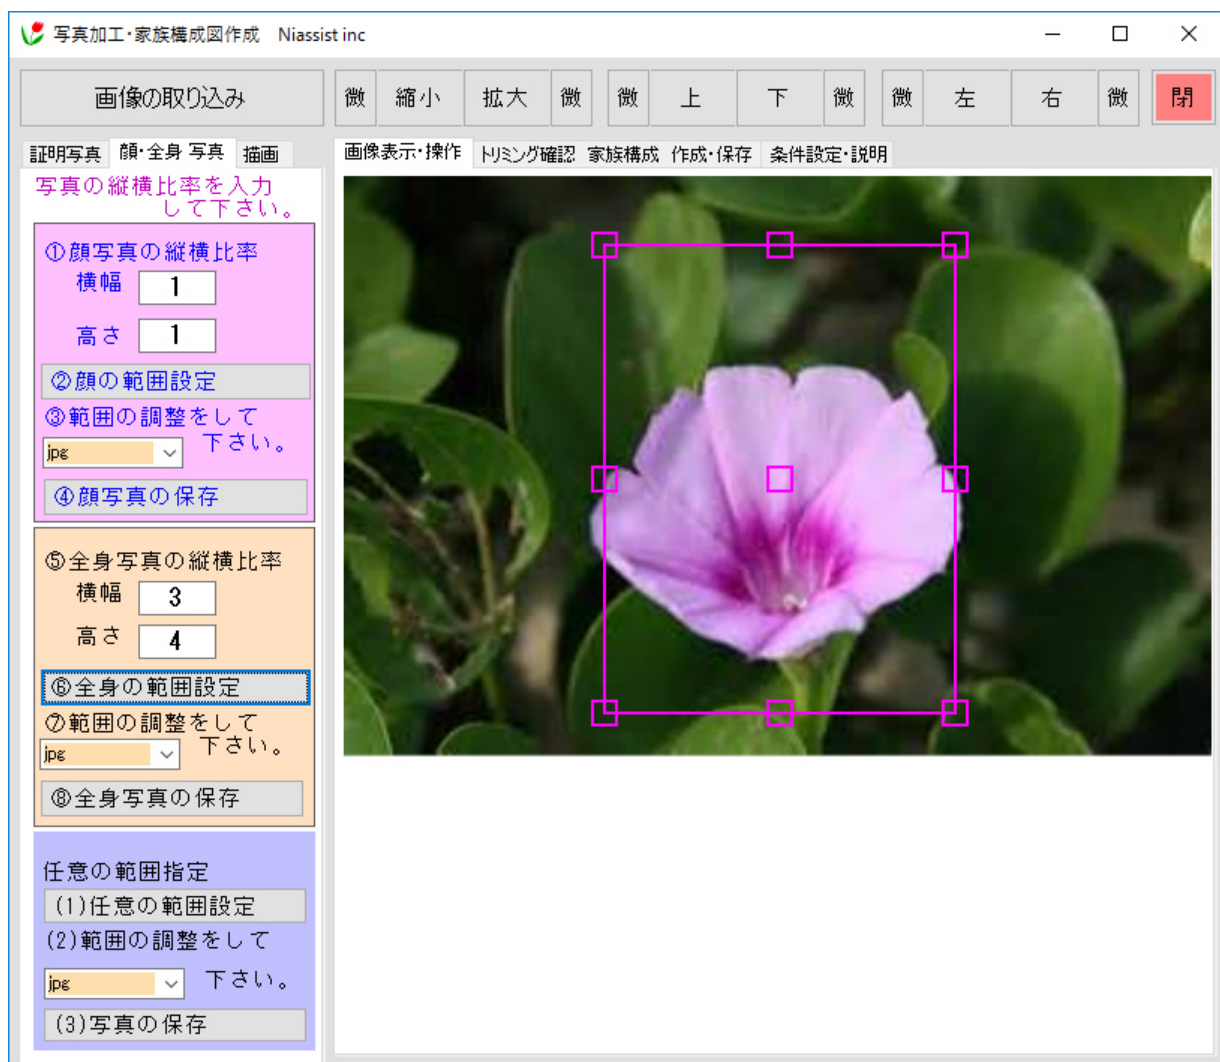 写真加工・家族構成図作成 Niassist inc
画像の取り込み 微 縮小 拡大 微 微 上 下 微 微 左 右 微 閉
証明写真 顔・全身 写真 描画 画像表示・操作 トリミング確認 家族構成 作成・保存 条件設定・説明
写真の縦横比率を入力
して下さい。
①顔写真の縦横比率
横幅 1
高さ 1
②顔の範囲設定
③範囲の調整をして
下さい。
jpg
④顔写真の保存
⑤全身写真の縦横比率
横幅 3
高さ 4
⑥全身の範囲設定
⑦範囲の調整をして
下さい。
jpg
⑧全身写真の保存
任意の範囲指定
(1)任意の範囲設定
(2)範囲の調整をして
jpg 下さい。
(3)写真の保存